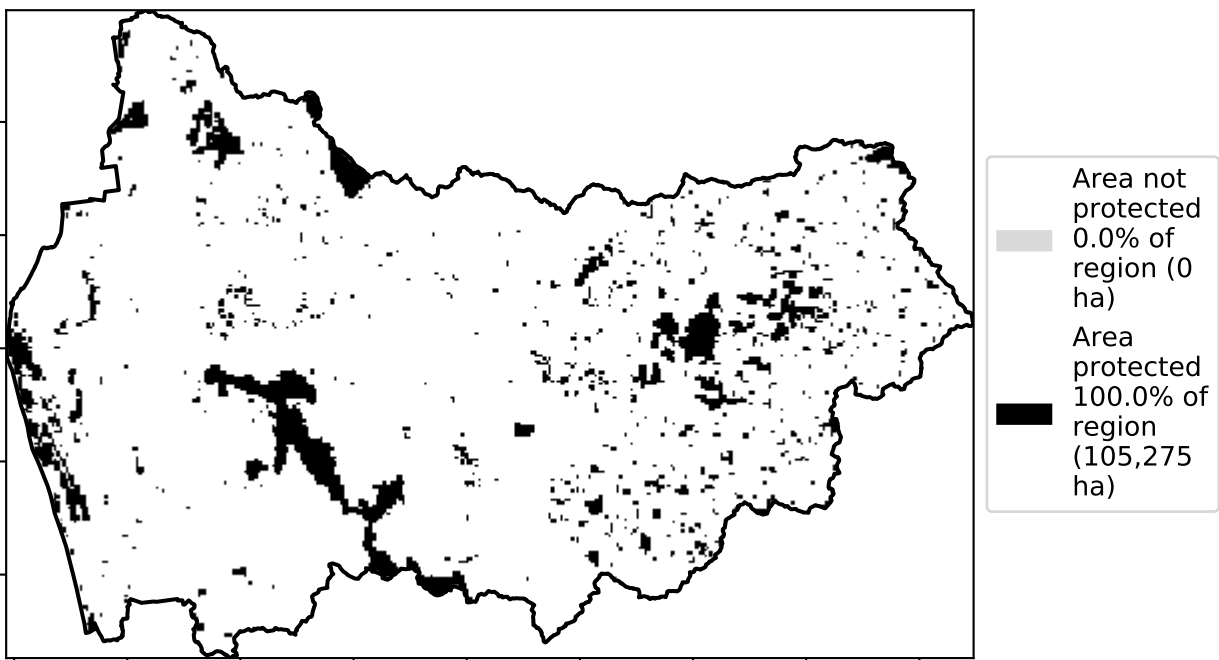 Area not
protected
0.0% of
region (0
ha)
Area
protected
100.0% of
region
(105,275
ha)